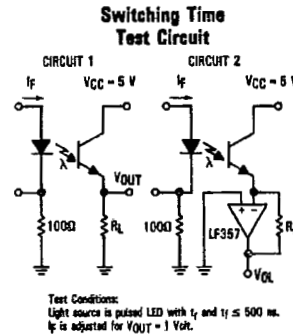 Switching Time
Test Circuit
CIRCUIT 1
CIRCUIT 2
IF
VCC = 5 V
IF
VCC = 5 V
λ
λ
VOUT
100Ω
RL
100Ω
LF357
R
VOL
Test Conditions:
Light source is pulsed LED with tr and tf ≤ 500 ns.
IF is adjusted for VOUT = 1 Volt.